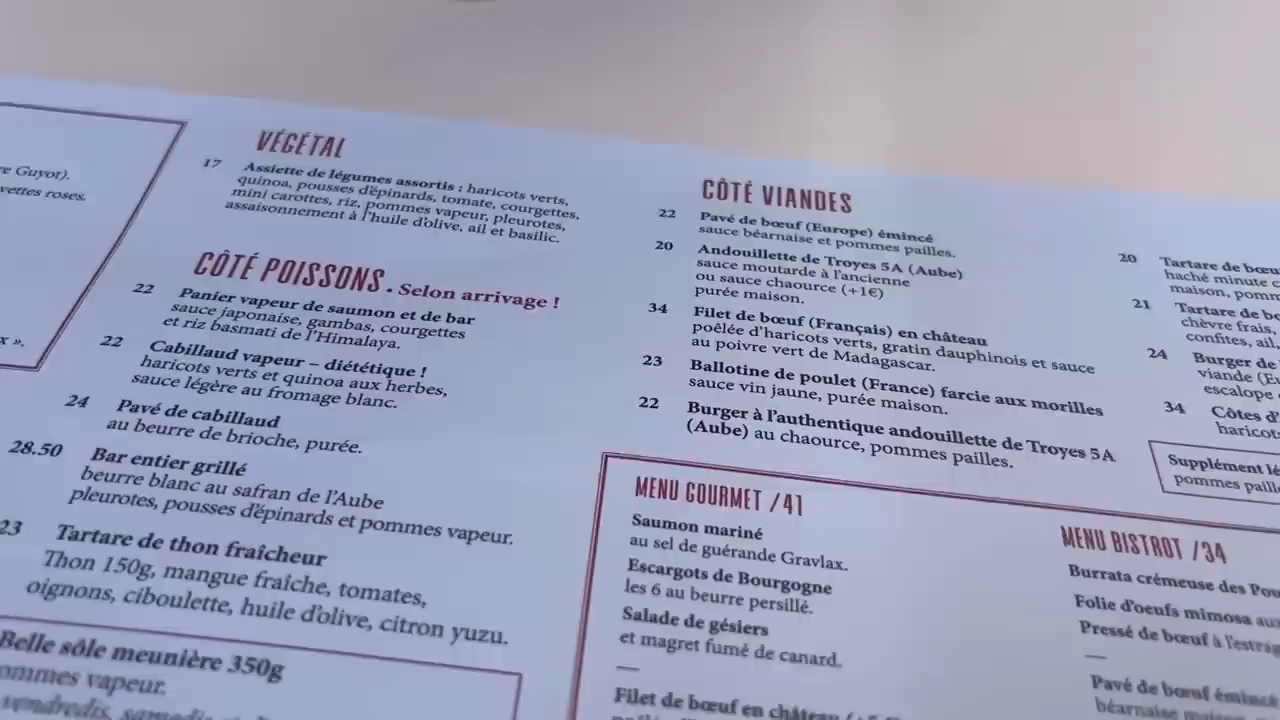 e Guyot).
vettes roses.
x ».
VÉGÉTAL
17 Assiette de légumes assortis : haricots verts,
quinoa, pousses d'épinards, tomate, courgettes,
mini carottes, riz, pommes vapeur, pleurotes,
assaisonnement à l'huile d'olive, ail et basilic.
CÔTÉ POISSONS . Selon arrivage !
22 Panier vapeur de saumon et de bar
sauce japonaise, gambas, courgettes
et riz basmati de l'Himalaya.
22 Cabillaud vapeur – diététique !
haricots verts et quinoa aux herbes,
sauce légère au fromage blanc.
24 Pavé de cabillaud
au beurre de brioche, purée.
28.50 Bar entier grillé
beurre blanc au safran de l'Aube
pleurotes, pousses d'épinards et pommes vapeur.
23 Tartare de thon fraîcheur
Thon 150g, mangue fraîche, tomates,
oignons, ciboulette, huile d'olive, citron yuzu.
Belle sôle meunière 350g
ommes vapeur.
vendredis, samedis
CÔTÉ VIANDES
22 Pavé de bœuf (Europe) émincé
sauce béarnaise et pommes pailles.
20 Andouillette de Troyes 5A (Aube)
sauce moutarde à l'ancienne
ou sauce chaource (+1€)
purée maison.
34 Filet de bœuf (Français) en château
poêlée d'haricots verts, gratin dauphinois et sauce
au poivre vert de Madagascar.
23 Ballotine de poulet (France) farcie aux morilles
sauce vin jaune, purée maison.
22 Burger à l'authentique andouillette de Troyes 5A
(Aube) au chaource, pommes pailles.
20 Tartare de bœu
haché minute c
maison, pomm
21 Tartare de bo
chèvre frais,
confites, ail,
24 Burger de
viande (E
escalope
34 Côtes d'
haricot
Supplément lé
pommes paille
MENU GOURMET /41
Saumon mariné
au sel de guérande Gravlax.
Escargots de Bourgogne
les 6 au beurre persillé.
Salade de gésiers
et magret fumé de canard.
—
Filet de bœuf en château
MENU BISTROT /34
Burrata crémeuse des Pou
Folie d'oeufs mimosa aux
Pressé de bœuf à l'estrag
—
Pavé de bœuf émincé
béarnaise